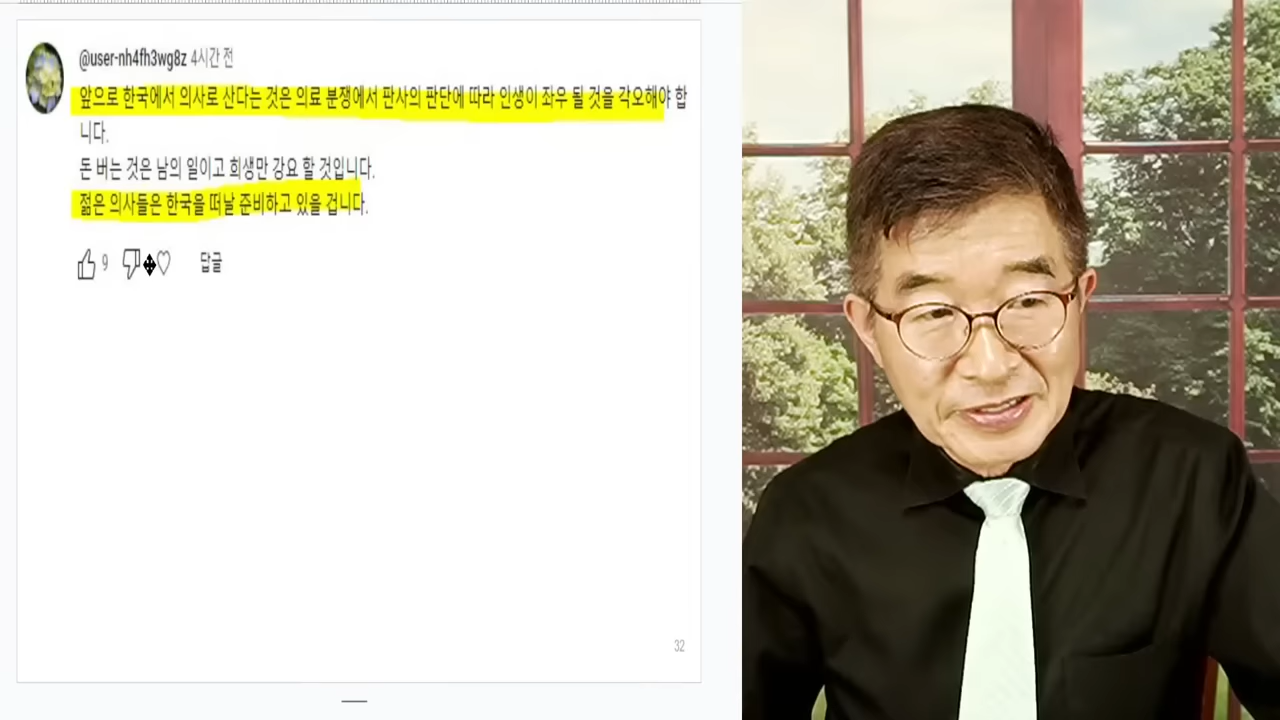 @user-nh4fh3wg8z 4시간 전
앞으로 한국에서 의사로 산다는 것은 의료 분쟁에서 판사의 판단에 따라 인생이 좌우 될 것을 각오해야 합
니다.
돈 버는 것은 남의 일이고 희생만 강요 할 것입니다.
젊은 의사들은 한국을 떠날 준비하고 있을 겁니다.
9 답글
32